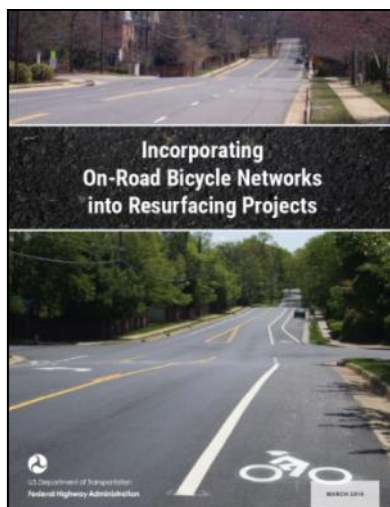 Incorporating
On-Road Bicycle Networks
into Resurfacing Projects
U.S. Department of Transportation
Federal Highway Administration
MARCH 2016